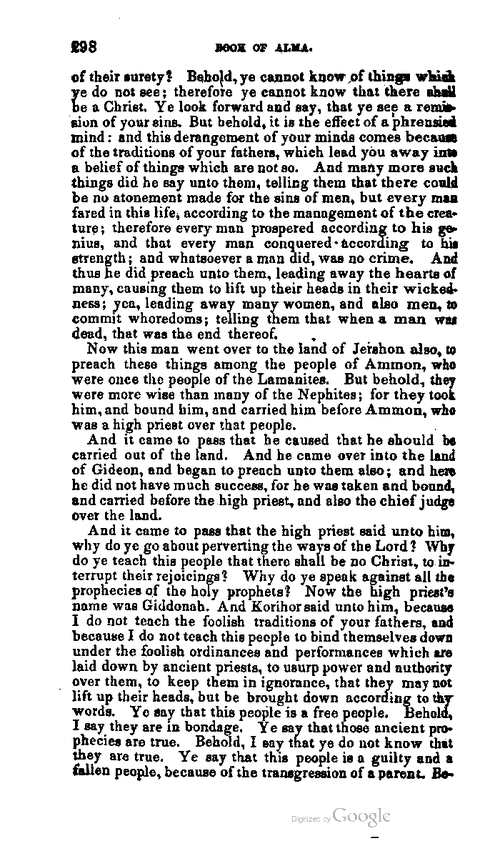 298 BOOK OF ALMA.
of their surety? Behold, ye cannot know of things which
ye do not see; therefore ye cannot know that there shall
be a Christ. Ye look forward and say, that ye see a remis-
sion of your sins. But behold, it is the effect of a phrensied
mind: and this derangement of your minds comes because
of the traditions of your fathers, which lead you away into
a belief of things which are not so. And many more such
things did he say unto them, telling them that there could
be no atonement made for the sins of men, but every man
fared in this life, according to the management of the crea-
ture; therefore every man prospered according to his ge-
nius, and that every man conquered according to his
strength; and whatsoever a man did, was no crime. And
thus he did preach unto them, leading away the hearts of
many, causing them to lift up their heads in their wicked-
ness; yea, leading away many women, and also men, to
commit whoredoms; telling them that when a man was
dead, that was the end thereof.
Now this man went over to the land of Jershon also, to
preach these things among the people of Ammon, who
were once the people of the Lamanites. But behold, they
were more wise than many of the Nephites; for they took
him, and bound him, and carried him before Ammon, who
was a high priest over that people.
And it came to pass that he caused that he should be
carried out of the land. And he came over into the land
of Gideon, and began to preach unto them also; and here
he did not have much success, for he was taken and bound,
and carried before the high priest, and also the chief judge
over the land.
And it came to pass that the high priest said unto him,
why do ye go about perverting the ways of the Lord? Why
do ye teach this people that there shall be no Christ, to in-
terrupt their rejoicings? Why do ye speak against all the
prophecies of the holy prophets? Now the high priest's
name was Giddonah. And Korihor said unto him, because
I do not teach the foolish traditions of your fathers, and
because I do not teach this people to bind themselves down
under the foolish ordinances and performances which are
laid down by ancient priests, to usurp power and authority
over them, to keep them in ignorance, that they may not
lift up their heads, but be brought down according to thy
words. Ye say that this people is a free people. Behold,
I say they are in bondage. Ye say that those ancient pro-
phecies are true. Behold, I say that ye do not know that
they are true. Ye say that this people is a guilty and a
fallen people, because of the transgression of a parent. Be-
Digitized by Google